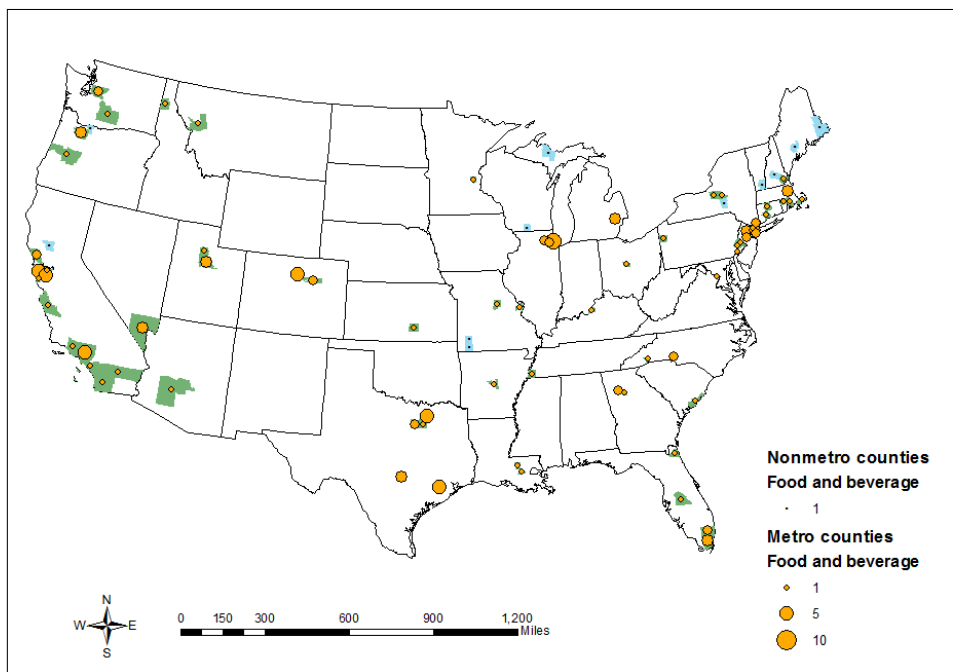 Nonmetro counties
Food and beverage
1
Metro counties
Food and beverage
1
5
10
N
W E
S
0 150 300 600 900 1,200
Miles